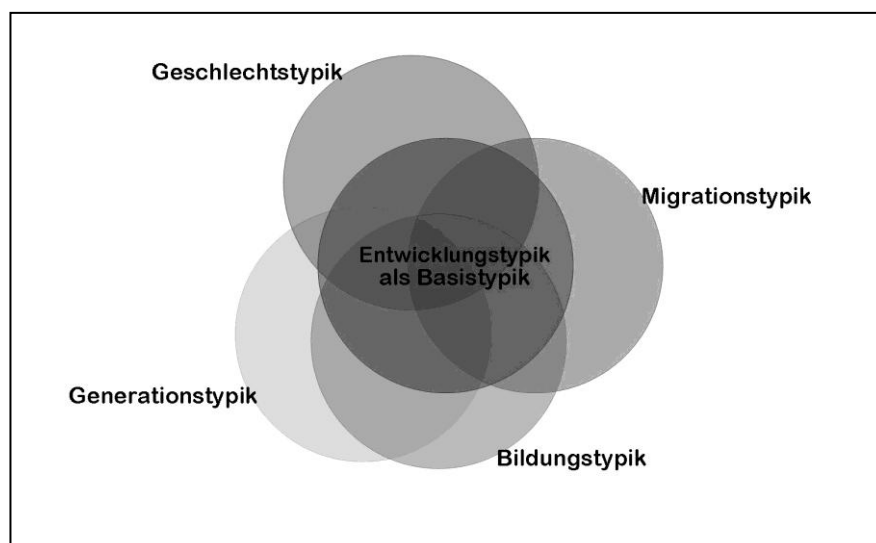 Geschlechtstypik
Migrationstypik
Entwicklungstypik
als Basistypik
Generationstypik
Bildungstypik